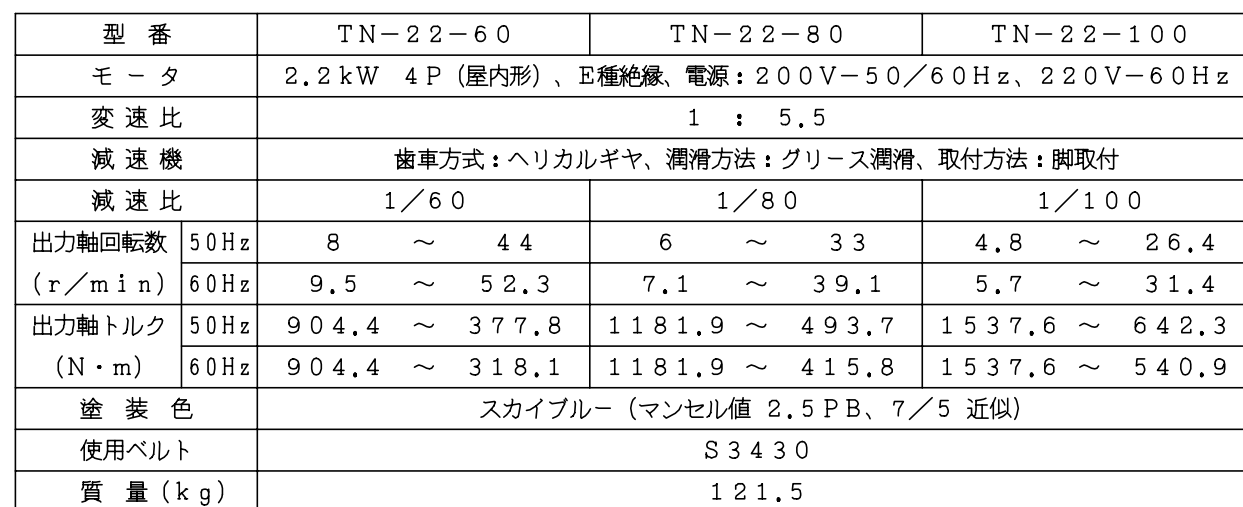 型番 TN-22-60 TN-22-80 TN-22-100
モータ 2.2kW 4P(屋内形)、E種絶縁、電源:200V-50/60Hz、220V-60Hz
変速比 1 : 5.5
減速機 歯車方式:ヘリカルギヤ、潤滑方法:グリース潤滑、取付方法:脚取付
減速比 1/60 1/80 1/100
出力軸回転数 50Hz 8 ~ 44 6 ~ 33 4.8 ~ 26.4
(r/min) 60Hz 9.5 ~ 52.3 7.1 ~ 39.1 5.7 ~ 31.4
出力軸トルク 50Hz 904.4 ~ 377.8 1181.9 ~ 493.7 1537.6 ~ 642.3
(N・m) 60Hz 904.4 ~ 318.1 1181.9 ~ 415.8 1537.6 ~ 540.9
塗装色 スカイブルー(マンセル値 2.5PB、7/5 近似)
使用ベルト S3430
質量(kg) 121.5